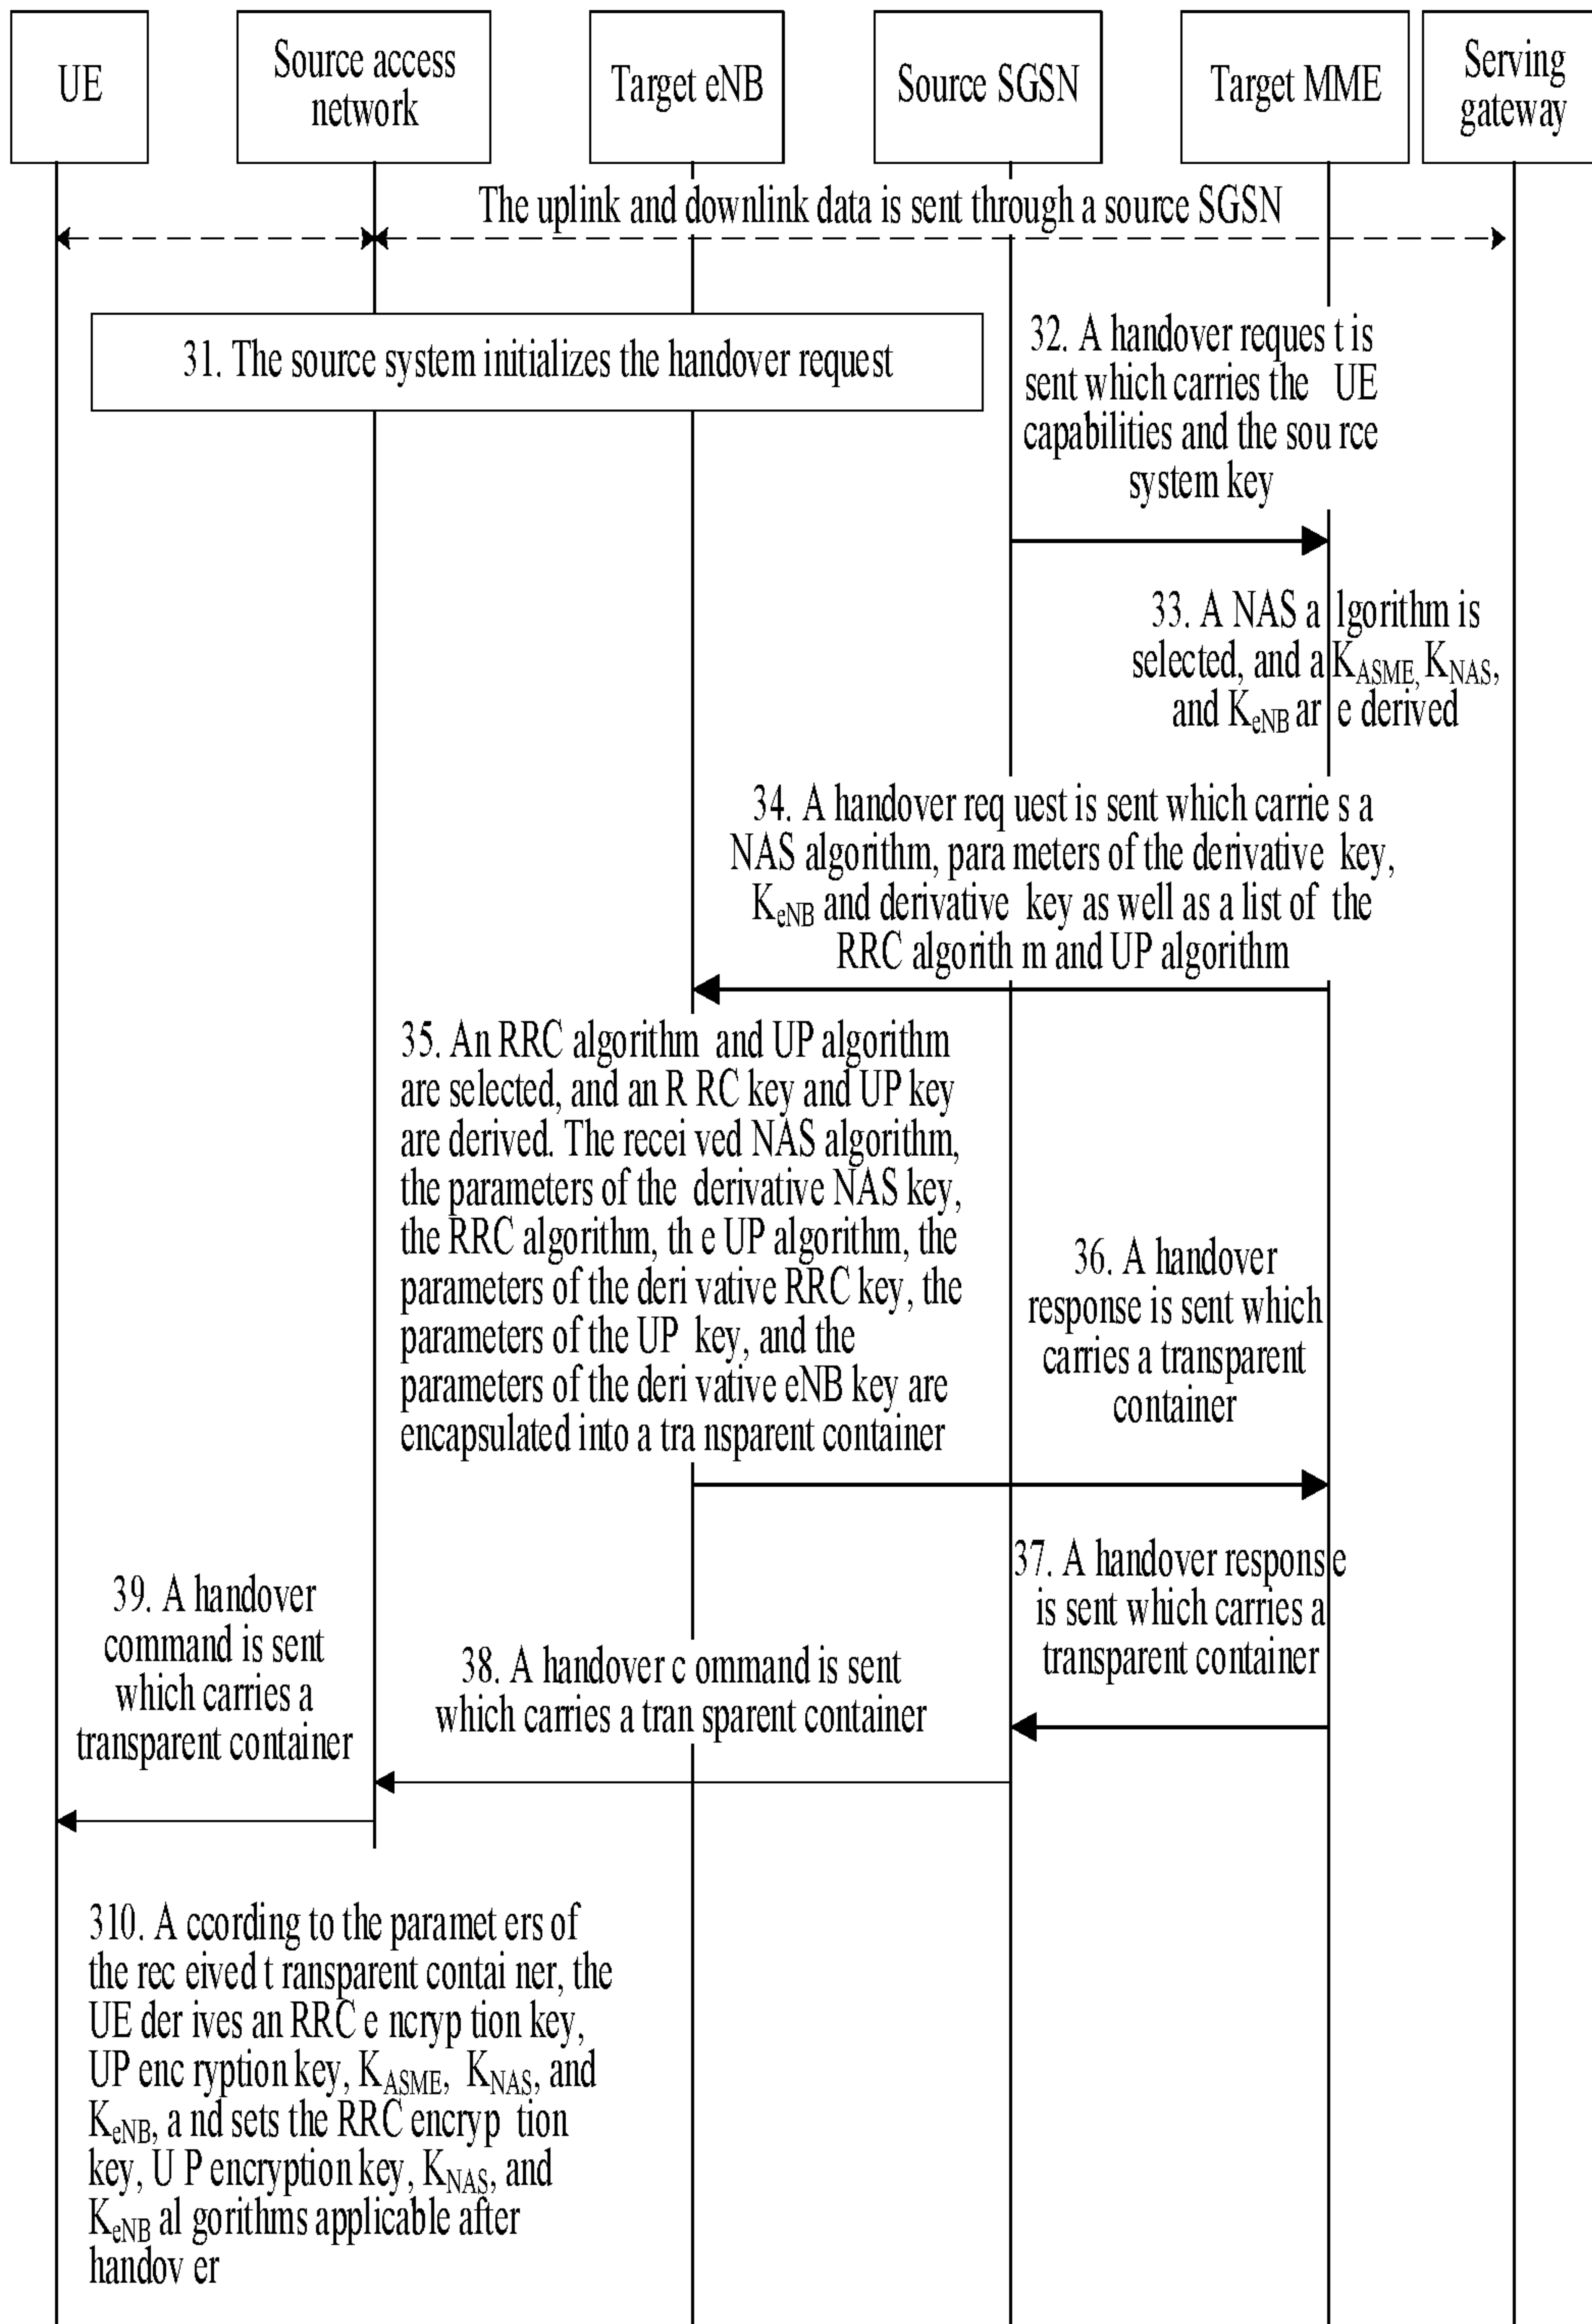 UE
Source access
network
Target eNB
Source SGSN
Target MME
Serving
gateway
The uplink and downlink data is sent through a source SGSN
31. The source system initializes the handover request
32. A handover reques t is
sent which carries the UE
capabilities and the sou rce
system key
33. A NAS a lgorithm is
selected, and a KASME, KNAS,
and KeNB ar e derived
34. A handover req uest is sent which carrie s a
NAS algorithm, para meters of the derivative key,
KeNB and derivative key as well as a list of the
RRC algorith m and UP algorithm
35. An RRC algorithm and UP algorithm
are selected, and an R RC key and UP key
are derived. The recei ved NAS algorithm,
the parameters of the derivative NAS key,
the RRC algorithm, th e UP algorithm, the
parameters of the deri vative RRC key, the
parameters of the UP key, and the
parameters of the deri vative eNB key are
encapsulated into a tra nsparent container
36. A handover
response is sent which
carries a transparent
container
37. A handover respons e
is sent which carries a
transparent container
38. A handover c ommand is sent
which carries a tran sparent container
39. A handover
command is sent
which carries a
transparent container
310. A ccording to the paramet ers of
the rec eived t ransparent contai ner, the
UE der ives an RRC e ncryp tion key,
UP enc ryption key, KASME, KNAS, and
KeNB, a nd sets the RRC encryp tion
key, U P encryption key, KNAS, and
KeNB al gorithms applicable after
handov er